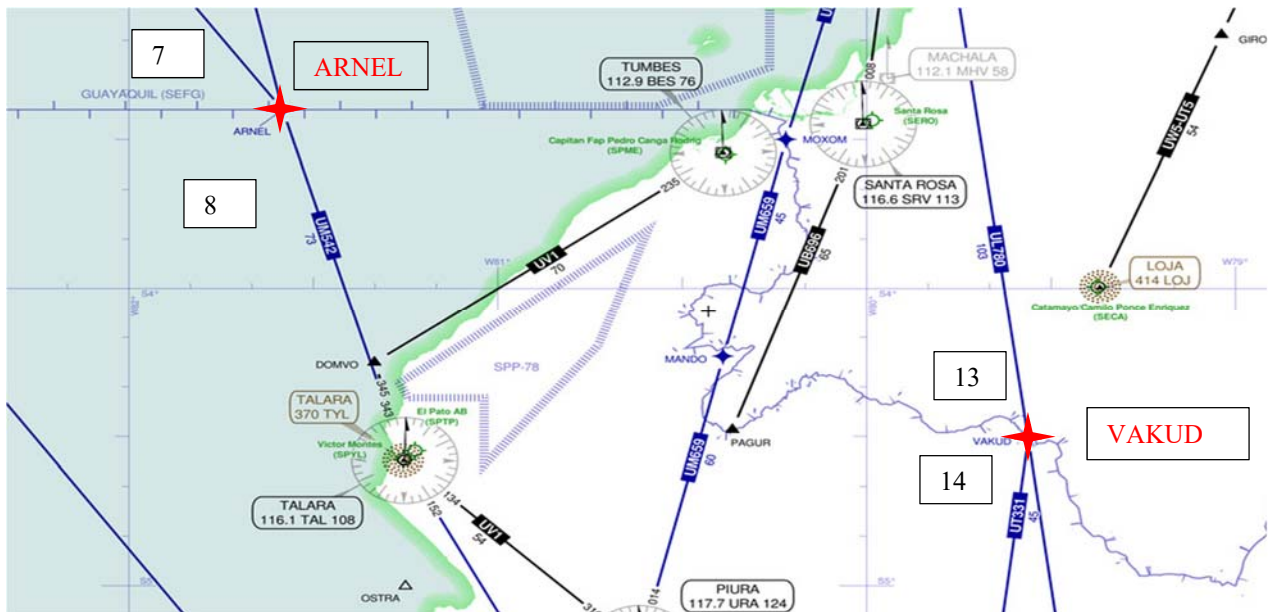 7
ARNEL
GUAYAQUIL (SEFG)
ARNEL
8
UM542
73
TUMBES
112.9 BES 76
Capitan Fap Pedro Canga Rodrig
(SPME)
MACHALA
112.1 MHV 58
008
Santa Rosa
(SERO)
MOXOM
SANTA ROSA
116.6 SRV 113
201
235
UV1
70
UM659
45
UB696
65
UL780
103
UW5-UT5
54
GIRO
W82°
W81°
S4°
W80°
S4°
W79°
LOJA
414 LOJ
Catamayo/Camilo Ponce Enriquez
(SECA)
DOMVO
345
343
SPP-78
MANDO
PAGUR
13
VAKUD
VAKUD
14
TALARA
370 TYL
El Pato AB
(SPTP)
Victor Montes
(SPYL)
TALARA
116.1 TAL 108
152
134
UV1
54
UM659
60
UT331
45
S5°
S5°
OSTRA
014
PIURA
117.7 URA 124